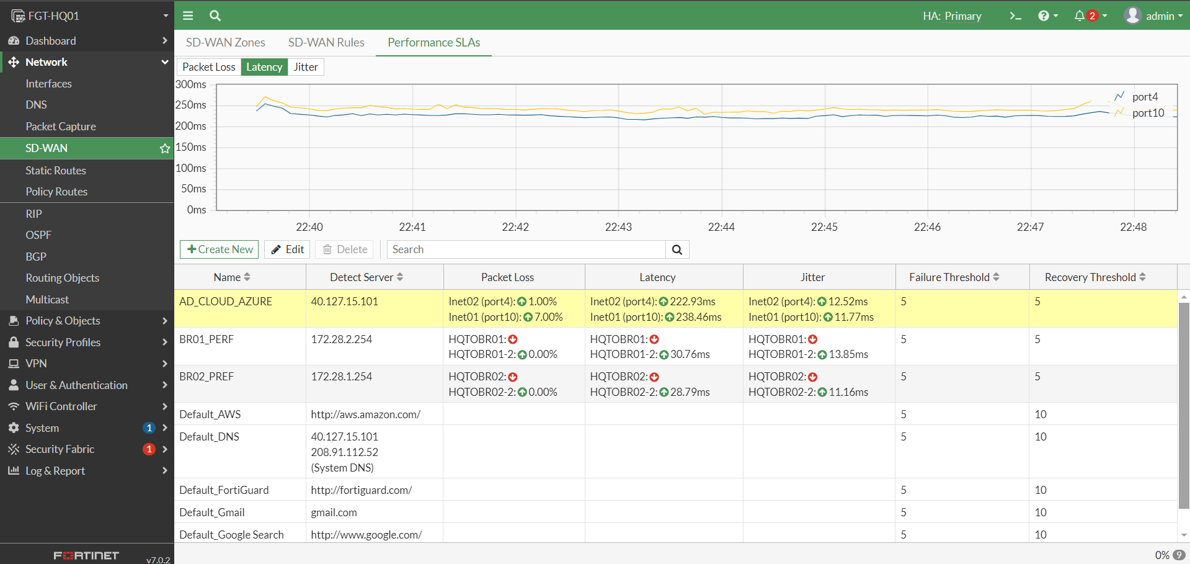 FGT-HQ01
HA: Primary
>_
?
2
admin
Dashboard
Network
Interfaces
DNS
Packet Capture
SD-WAN
Static Routes
Policy Routes
RIP
OSPF
BGP
Routing Objects
Multicast
Policy & Objects
Security Profiles
VPN
User & Authentication
WiFi Controller
System 1
Security Fabric 1
Log & Report
FORTINET
v7.0.2
SD-WAN Zones SD-WAN Rules Performance SLAs
Packet Loss Latency Jitter
300ms
250ms
200ms
150ms
100ms
50ms
0ms
port4
port10
22:40 22:41 22:42 22:43 22:44 22:45 22:46 22:47 22:48
+Create New Edit Delete Search
Name Detect Server Packet Loss Latency Jitter Failure Threshold Recovery Threshold
AD_CLOUD_AZURE 40.127.15.101 Inet02 (port4): 1.00% Inet02 (port4): 222.93ms Inet02 (port4): 12.52ms 5 5
Inet01 (port10): 7.00% Inet01 (port10): 238.46ms Inet01 (port10): 11.77ms
BR01_PERF 172.28.2.254 HQTOBR01: HQTOBR01: HQTOBR01: 5 5
HQTOBR01-2: 0.00% HQTOBR01-2: 30.76ms HQTOBR01-2: 13.85ms
BR02_PREF 172.28.1.254 HQTOBR02: HQTOBR02: HQTOBR02: 5 5
HQTOBR02-2: 0.00% HQTOBR02-2: 28.79ms HQTOBR02-2: 11.16ms
Default_AWS http://aws.amazon.com/ 5 10
Default_DNS 40.127.15.101 5 10
208.91.112.52
(System DNS)
Default_FortiGuard http://fortiguard.com/ 5 10
Default_Gmail gmail.com 5 10
Default_Google Search http://www.google.com/ 5 10
0% 9